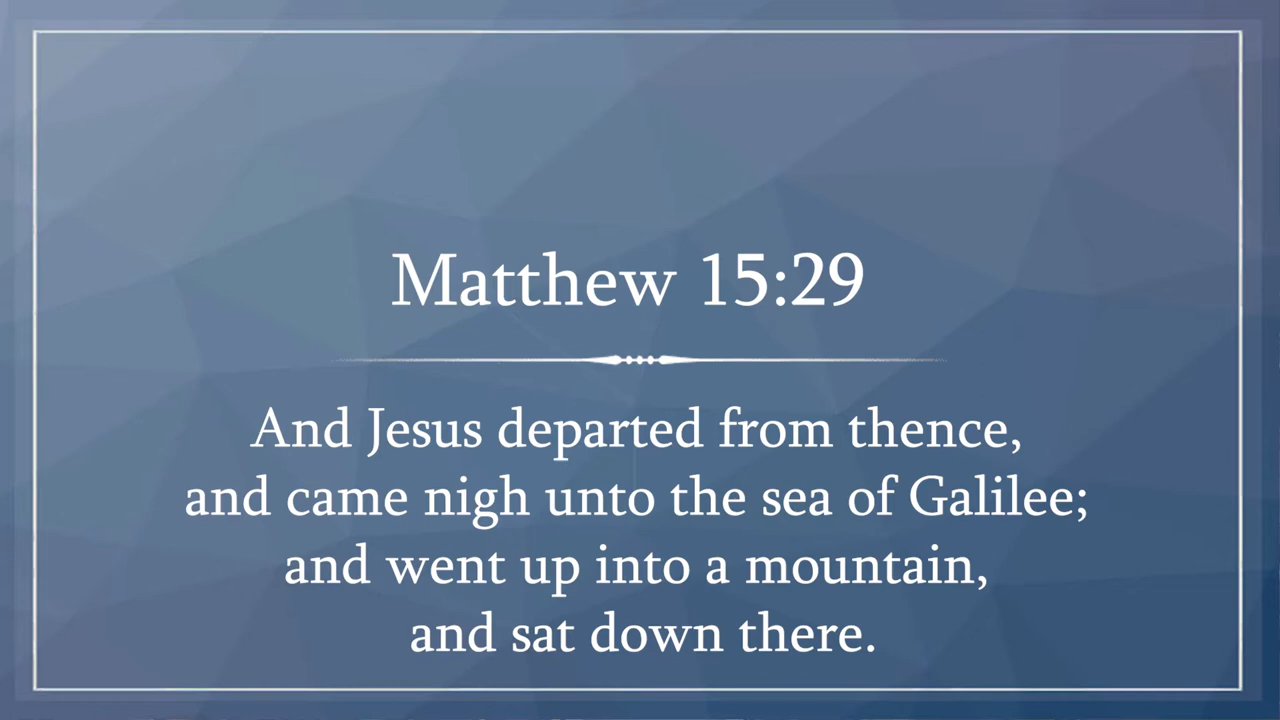 Matthew 15:29
And Jesus departed from thence,
and came nigh unto the sea of Galilee;
and went up into a mountain,
and sat down there.